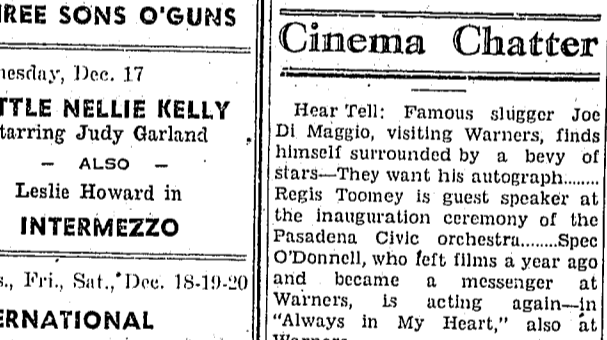 REE SONS O'GUNS
esday, Dec. 17
TTLE NELLIE KELLY
tarring Judy Garland
— ALSO —
Leslie Howard in
INTERMEZZO
s., Fri., Sat., Dec. 18-19-20
ERNATIONAL
Cinema Chatter
Hear Tell: Famous slugger Joe
Di Maggio, visiting Warners, finds
himself surrounded by a bevy of
stars—They want his autograph........
Regis Toomey is guest speaker at
the inauguration ceremony of the
Pasadena Civic orchestra........Spec
O'Donnell, who left films a year ago
and became a messenger at
Warners, is acting again—in
"Always in My Heart," also at